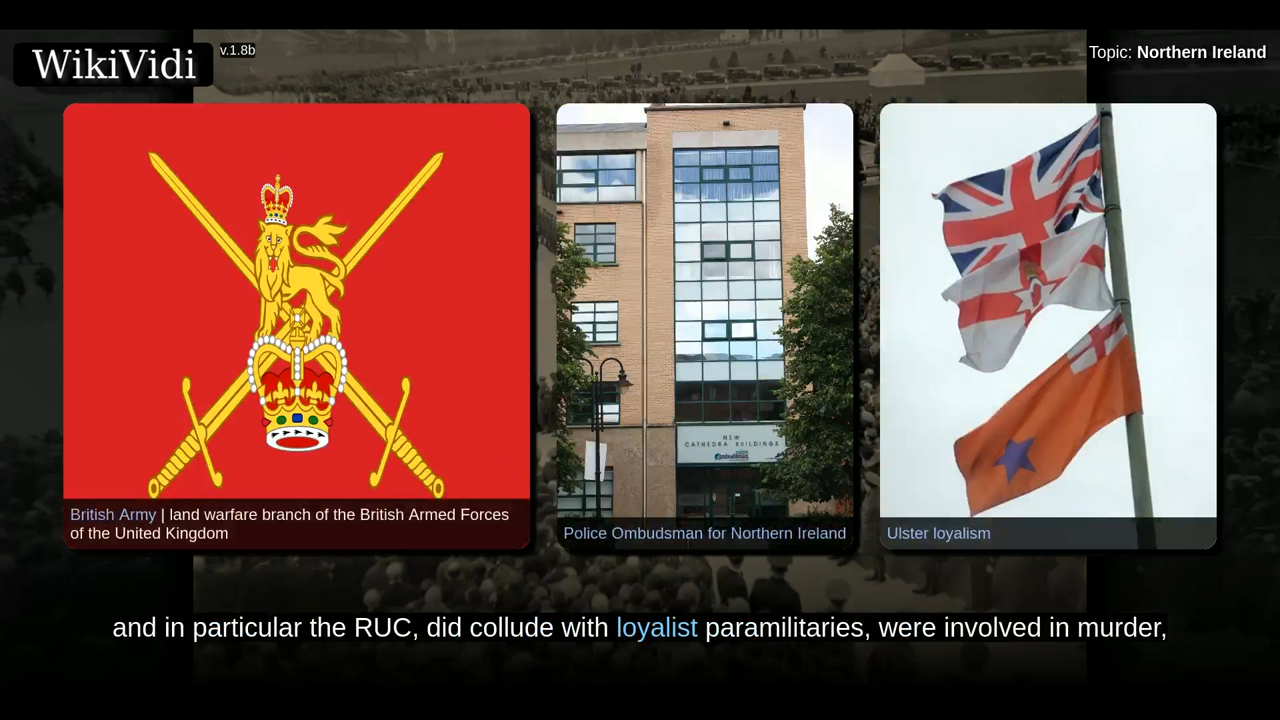 WikiVidi
v.1.8b
Topic: Northern Ireland
NEW
CATHEDRAL BUILDINGS
Ombudsman
British Army | land warfare branch of the British Armed Forces
of the United Kingdom
Police Ombudsman for Northern Ireland
Ulster loyalism
and in particular the RUC, did collude with loyalist paramilitaries, were involved in murder,